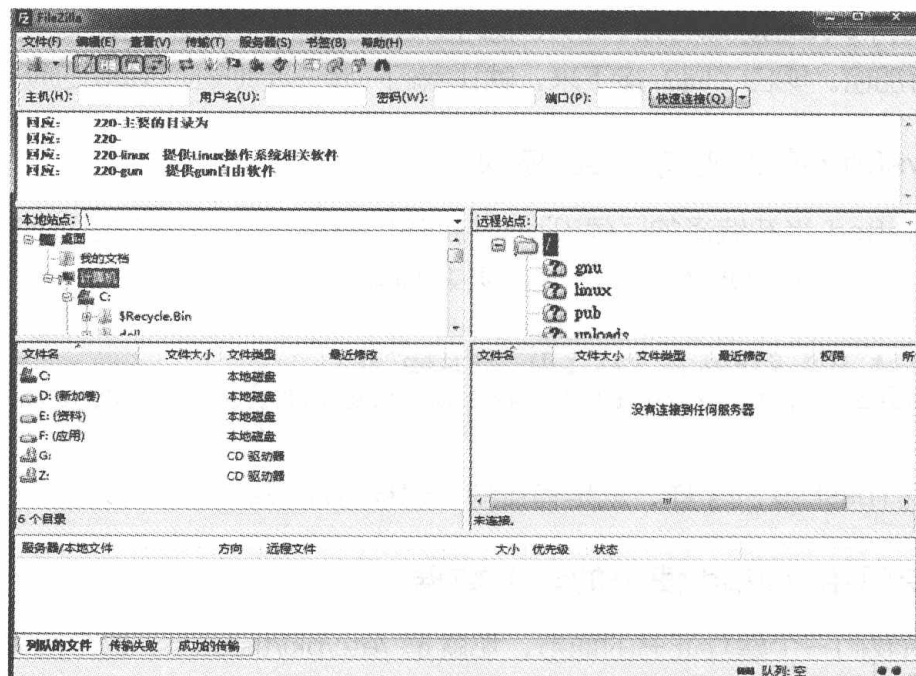 FileZilla
文件(F) 编辑(E) 查看(V) 传输(T) 服务器(S) 书签(B) 帮助(H)
主机(H): 用户名(U): 密码(W): 端口(P): 快速连接(Q)
回应: 220-主要的目录为
回应: 220-
回应: 220-linux 提供Linux操作系统相关软件
回应: 220-gun 提供gun自由软件
本地站点: \
桌面
我的文档
计算机
C:
$Recycle.Bin
dell
远程站点:
/
gnu
linux
pub
uploads
文件名 文件大小 文件类型 最近修改
C: 本地磁盘
D: (新加卷) 本地磁盘
E: (资料) 本地磁盘
F: (应用) 本地磁盘
G: CD 驱动器
Z: CD 驱动器
6 个目录
文件名 文件大小 文件类型 最近修改 权限 所
没有连接到任何服务器
未连接.
服务器/本地文件 方向 远程文件 大小 优先级 状态
列队的文件 传输失败 成功的传输
队列: 空